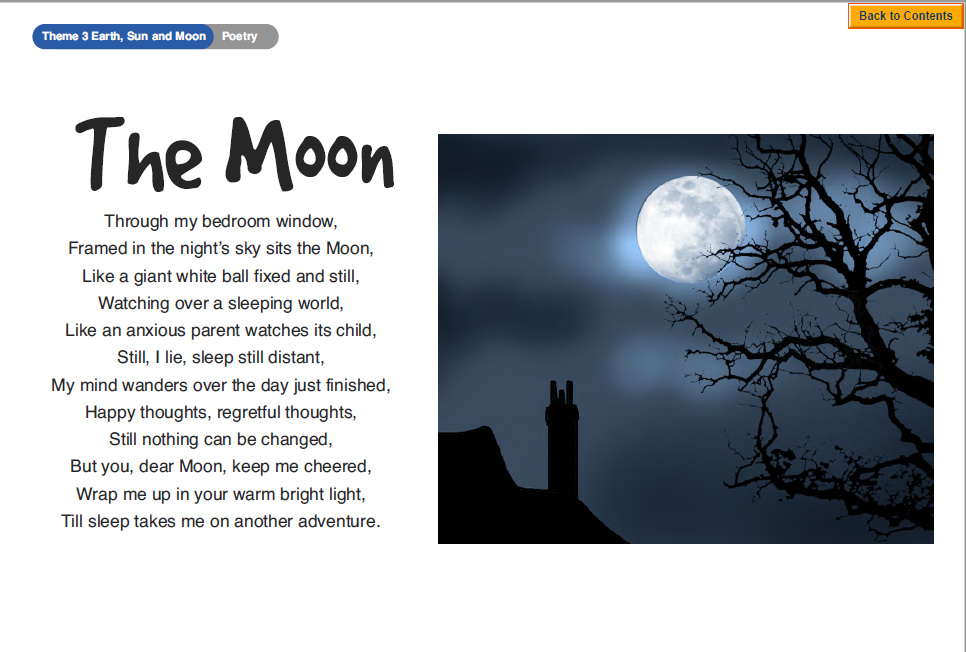 Back to Contents
Theme 3 Earth, Sun and Moon Poetry
The Moon
Through my bedroom window,
Framed in the night’s sky sits the Moon,
Like a giant white ball fixed and still,
Watching over a sleeping world,
Like an anxious parent watches its child,
Still, I lie, sleep still distant,
My mind wanders over the day just finished,
Happy thoughts, regretful thoughts,
Still nothing can be changed,
But you, dear Moon, keep me cheered,
Wrap me up in your warm bright light,
Till sleep takes me on another adventure.